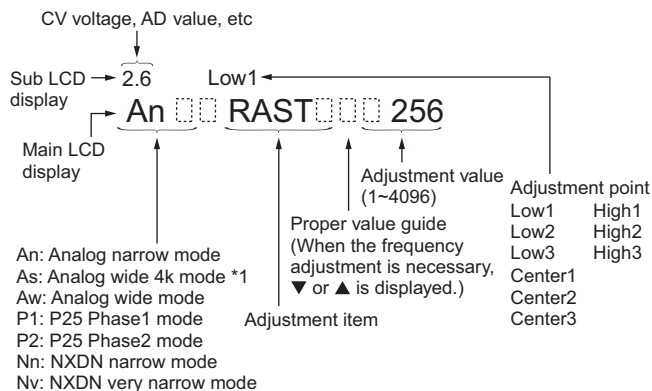 CV voltage, AD value, etc
Sub LCD
display
2.6
Low1
An RAST 256
Main LCD
display
Adjustment value
(1~4096)
Proper value guide
(When the frequency
adjustment is necessary,
▼ or ▲ is displayed.)
Adjustment item
Adjustment point
Low1 High1
Low2 High2
Low3 High3
Center1
Center2
Center3
An: Analog narrow mode
As: Analog wide 4k mode *1
Aw: Analog wide mode
P1: P25 Phase1 mode
P2: P25 Phase2 mode
Nn: NXDN narrow mode
Nv: NXDN very narrow mode